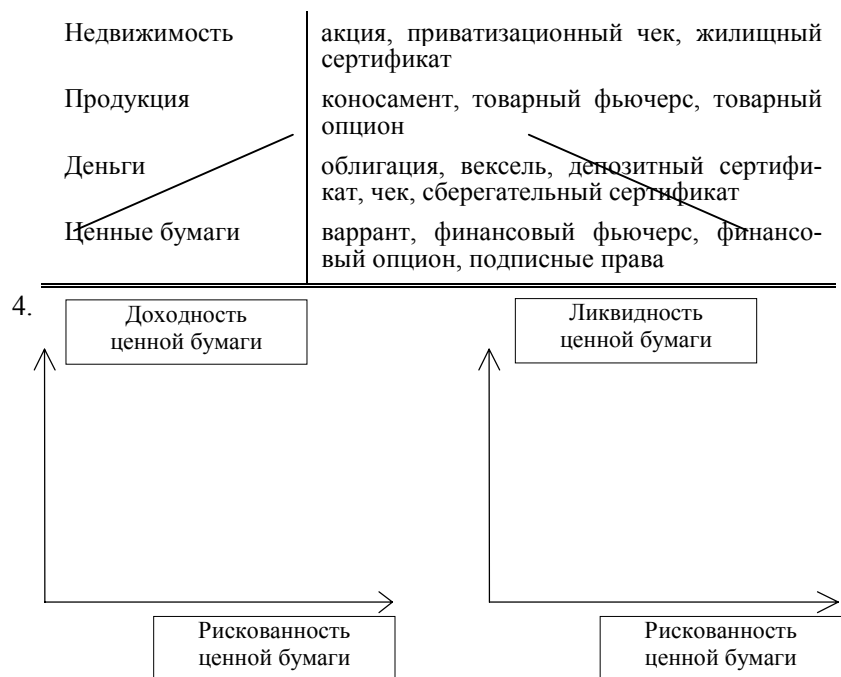 Недвижимость акция, приватизационный чек, жилищный
сертификат
Продукция коносамент, товарный фьючерс, товарный
опцион
Деньги облигация, вексель, депозитный сертифи-
кат, чек, сберегательный сертификат
Ценные бумаги варрант, финансовый фьючерс, финансо-
вый опцион, подписные права
4.
Доходность
ценной бумаги
Ликвидность
ценной бумаги
Рискованность
ценной бумаги
Рискованность
ценной бумаги